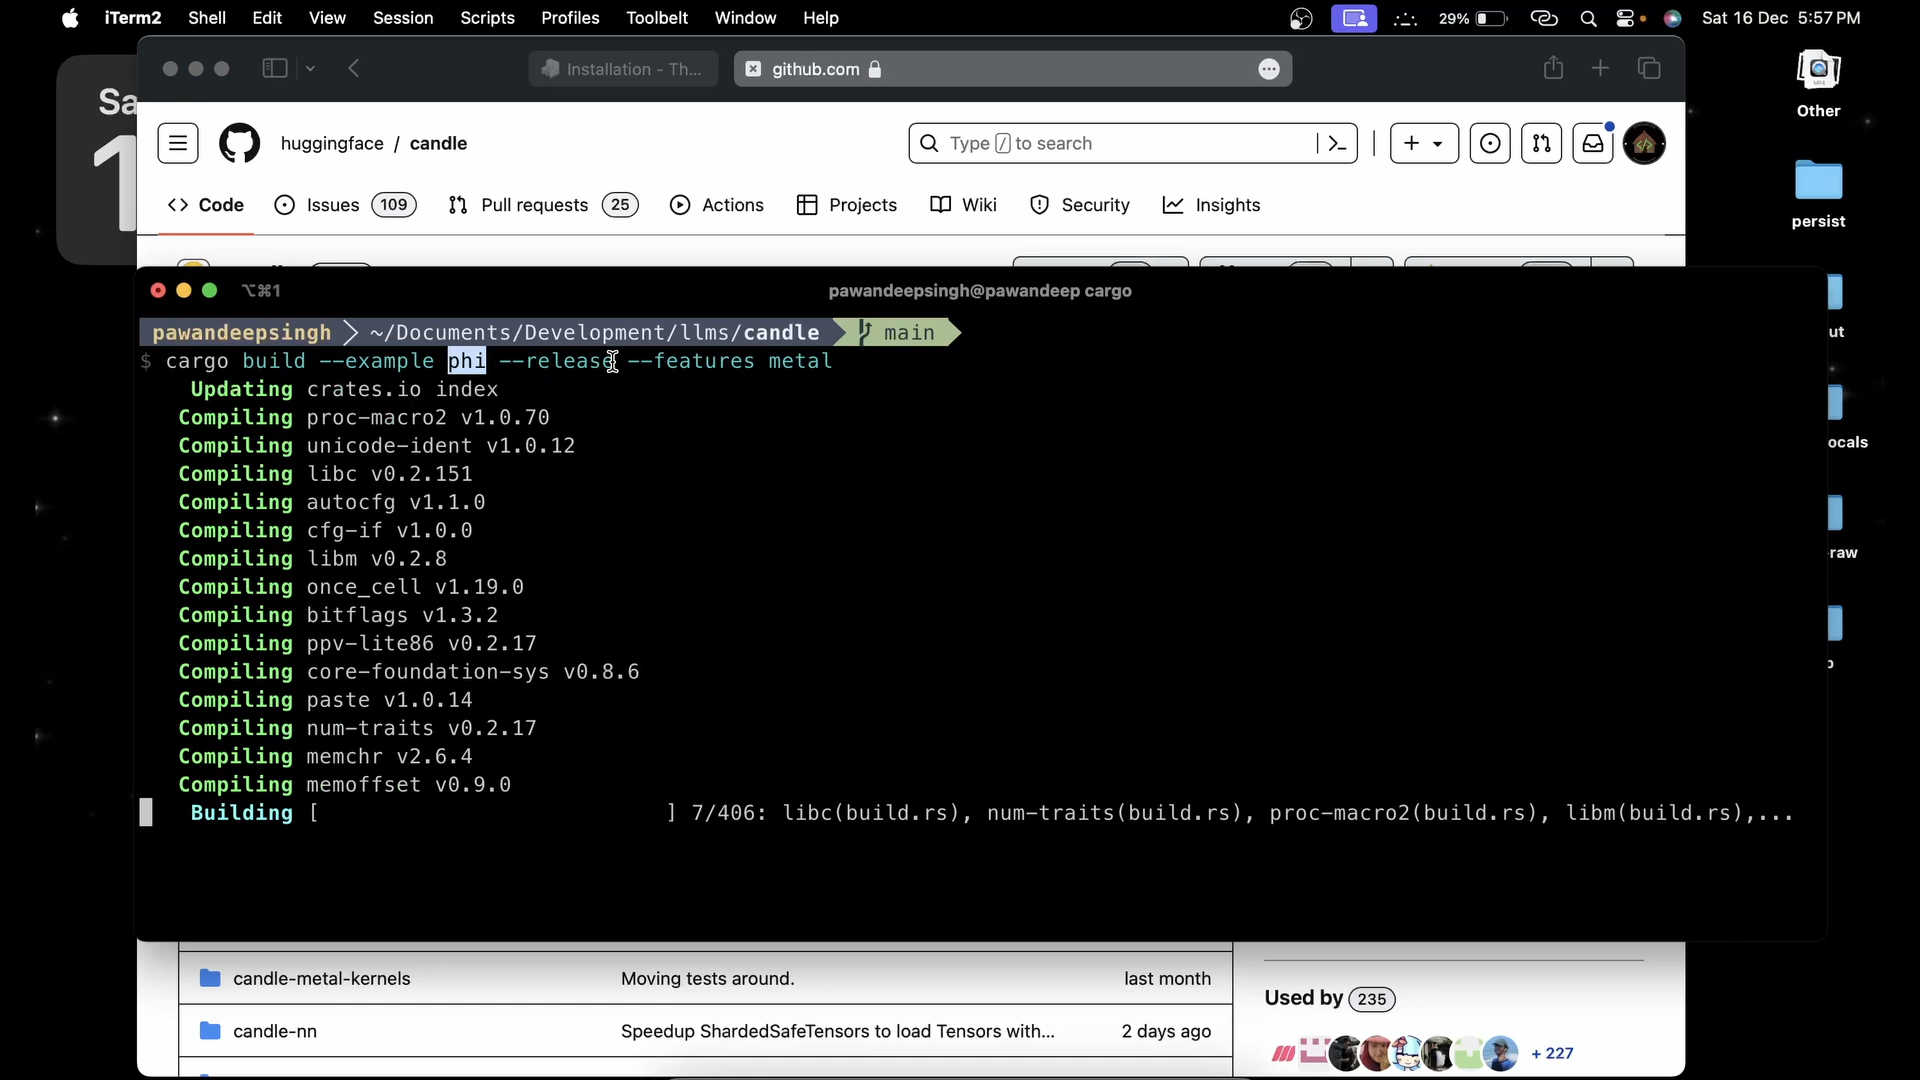 iTerm2 Shell Edit View Session Scripts Profiles Toolbelt Window Help 29% Sat 16 Dec 5:57 PM
Installation - Th... github.com
Other
Sa
1
huggingface / candle Type / to search
persist
Code Issues 109 Pull requests 25 Actions Projects Wiki Security Insights
⌥⌘1 pawandeepsingh@pawandeep cargo
pawandeepsingh ~/Documents/Development/llms/candle main
ut
$ cargo build --example phi --release --features metal
Updating crates.io index
Compiling proc-macro2 v1.0.70
Compiling unicode-ident v1.0.12
ocals
Compiling libc v0.2.151
Compiling autocfg v1.1.0
Compiling cfg-if v1.0.0
raw
Compiling libm v0.2.8
Compiling once_cell v1.19.0
Compiling bitflags v1.3.2
Compiling ppv-lite86 v0.2.17
Compiling core-foundation-sys v0.8.6
Compiling paste v1.0.14
Compiling num-traits v0.2.17
Compiling memchr v2.6.4
Compiling memoffset v0.9.0
Building [ ] 7/406: libc(build.rs), num-traits(build.rs), proc-macro2(build.rs), libm(build.rs),...
candle-metal-kernels Moving tests around. last month
Used by 235
candle-nn Speedup ShardedSafeTensors to load Tensors with... 2 days ago
+ 227